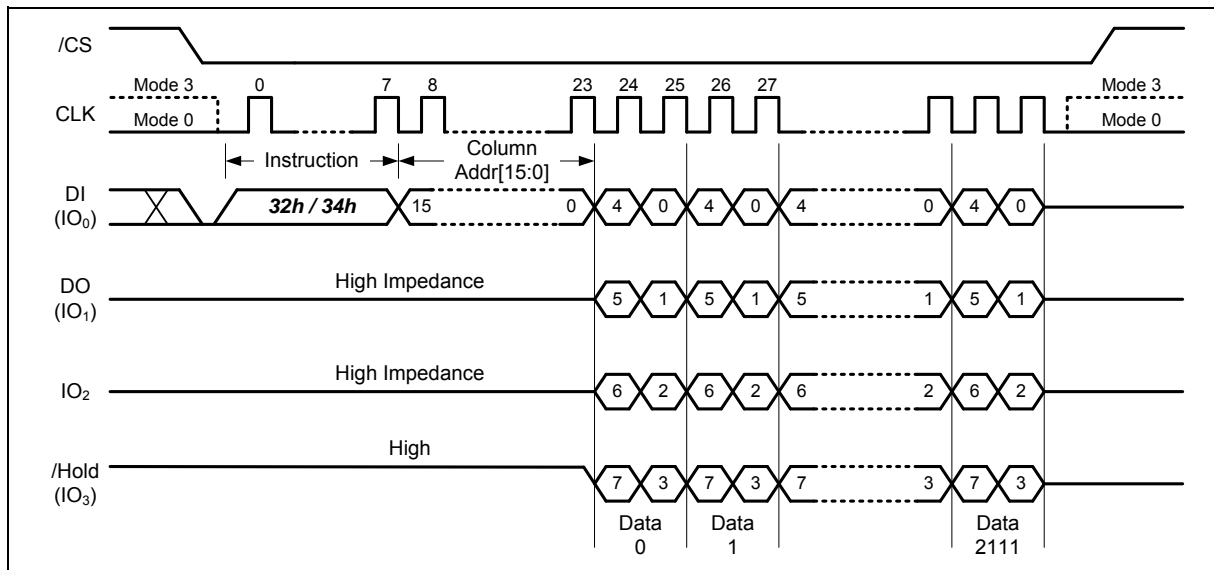 /CS
Mode 3 0 7 8 23 24 25 26 27 Mode 3
CLK
Mode 0 Mode 0
Instruction Column
Addr[15:0]
DI
(IO₀)
32h / 34h 15 0 4 0 4 0 4 0 4 0
High Impedance
DO
(IO₁)
5 1 5 1 5 1 5 1
High Impedance
IO₂ 6 2 6 2 6 2 6 2
High
/Hold
(IO₃)
7 3 7 3 7 3 7 3
Data Data Data
0 1 2111